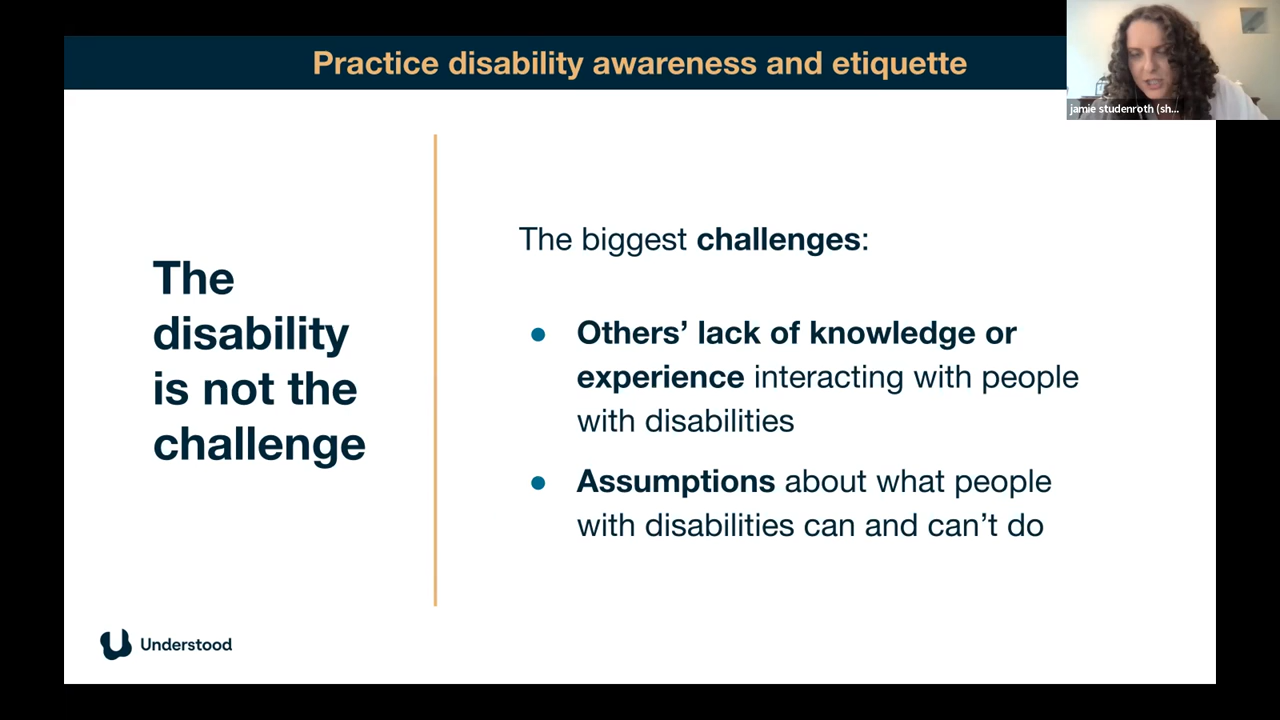 Practice disability awareness and etiquette
jamie studenroth (sh...
The
disability
is not the
challenge
The biggest challenges:
● Others’ lack of knowledge or
experience interacting with people
with disabilities
● Assumptions about what people
with disabilities can and can’t do
Understood